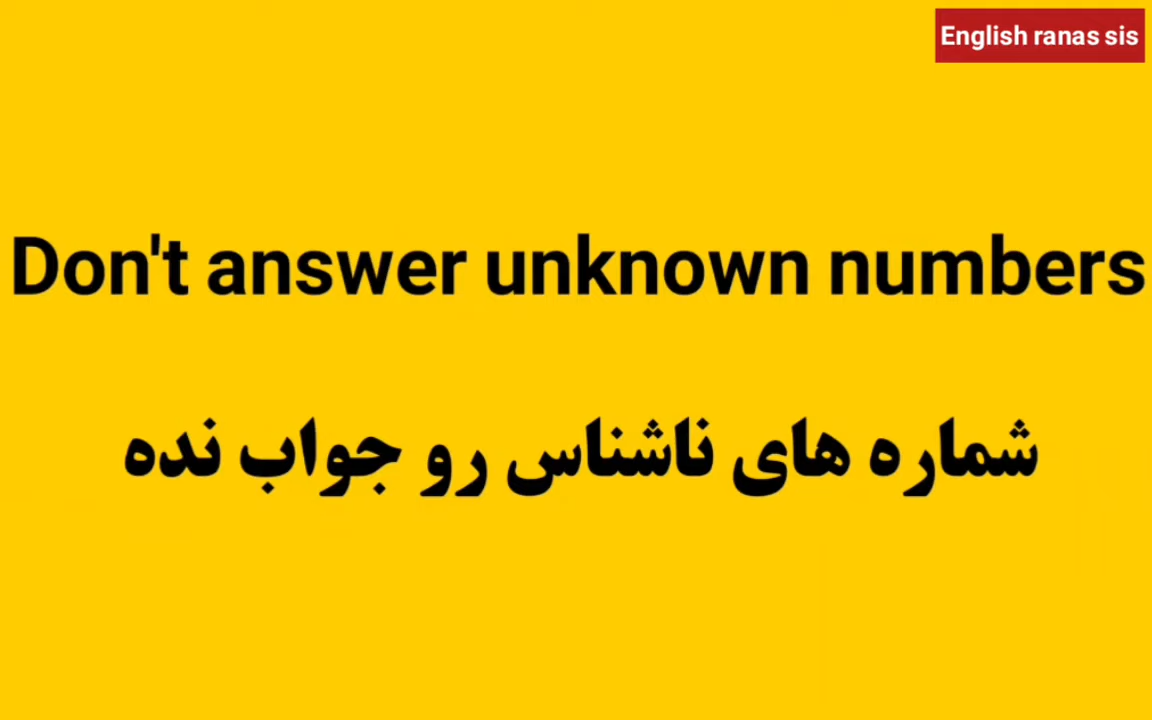 English ranas sis
Don't answer unknown numbers
شماره های ناشناس رو جواب نده